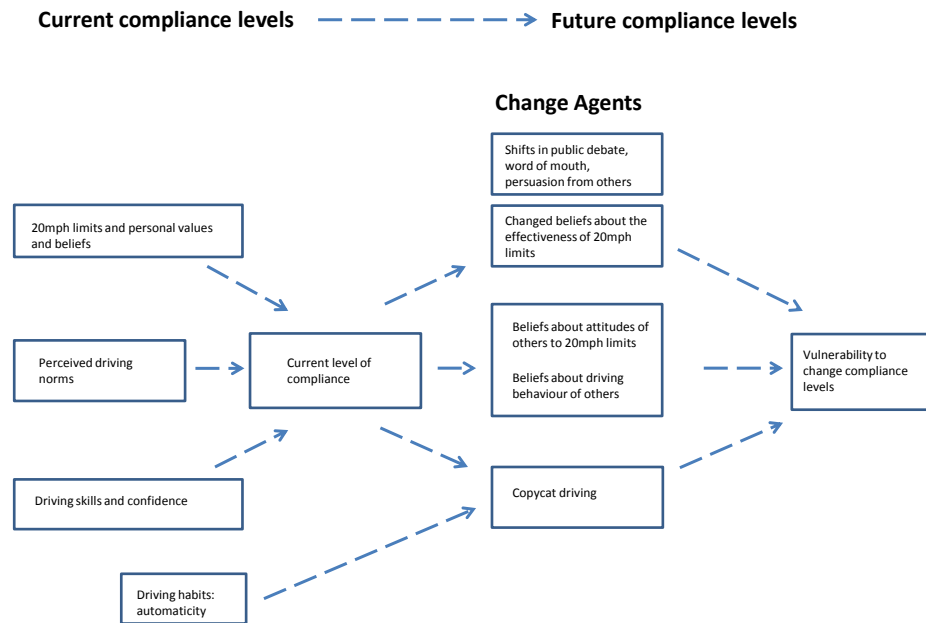 Current compliance levels
Future compliance levels
Change Agents
Shifts in public debate,
word of mouth,
persuasion from others
20mph limits and personal values
and beliefs
Changed beliefs about the
effectiveness of 20mph
limits
Perceived driving
norms
Current level of
compliance
Beliefs about attitudes of
others to 20mph limits
Beliefs about driving
behaviour of others
Vulnerability to
change compliance
levels
Driving skills and confidence
Copycat driving
Driving habits:
automaticity